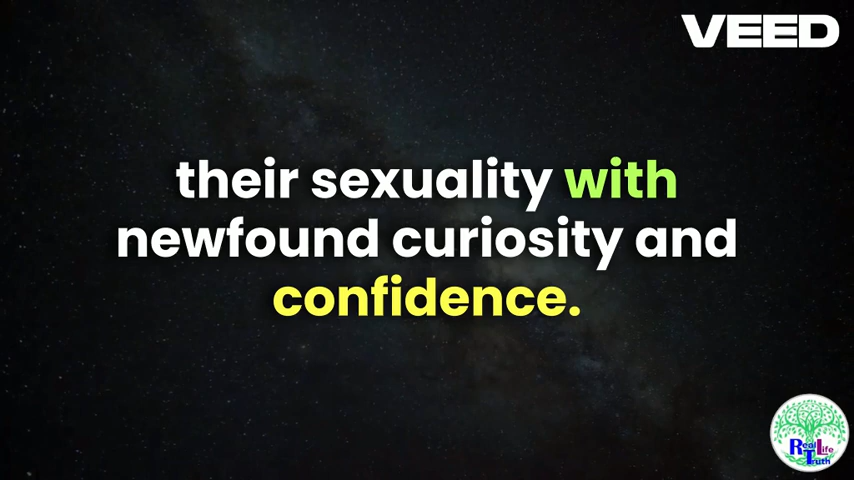 VEED
their sexuality with
newfound curiosity and
confidence.
Real Life
Truth